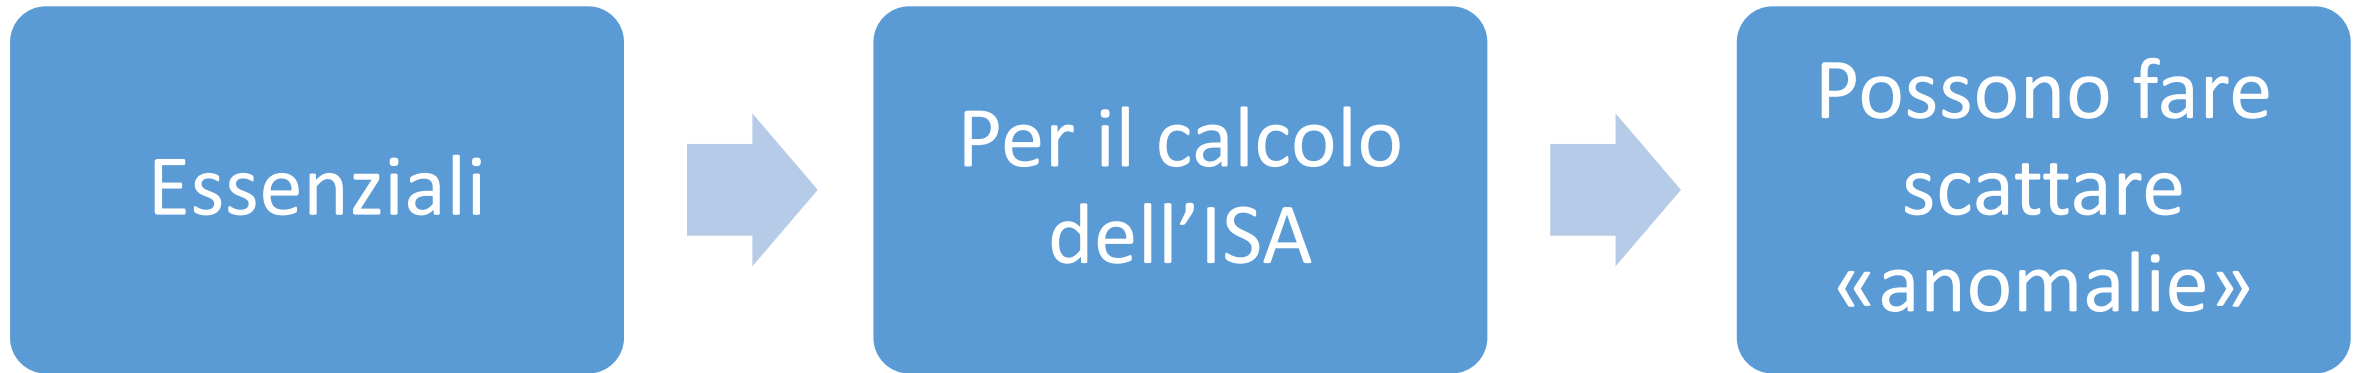 Essenziali
Per il calcolo
dell’ISA
Possono fare
scattare
«anomalie»